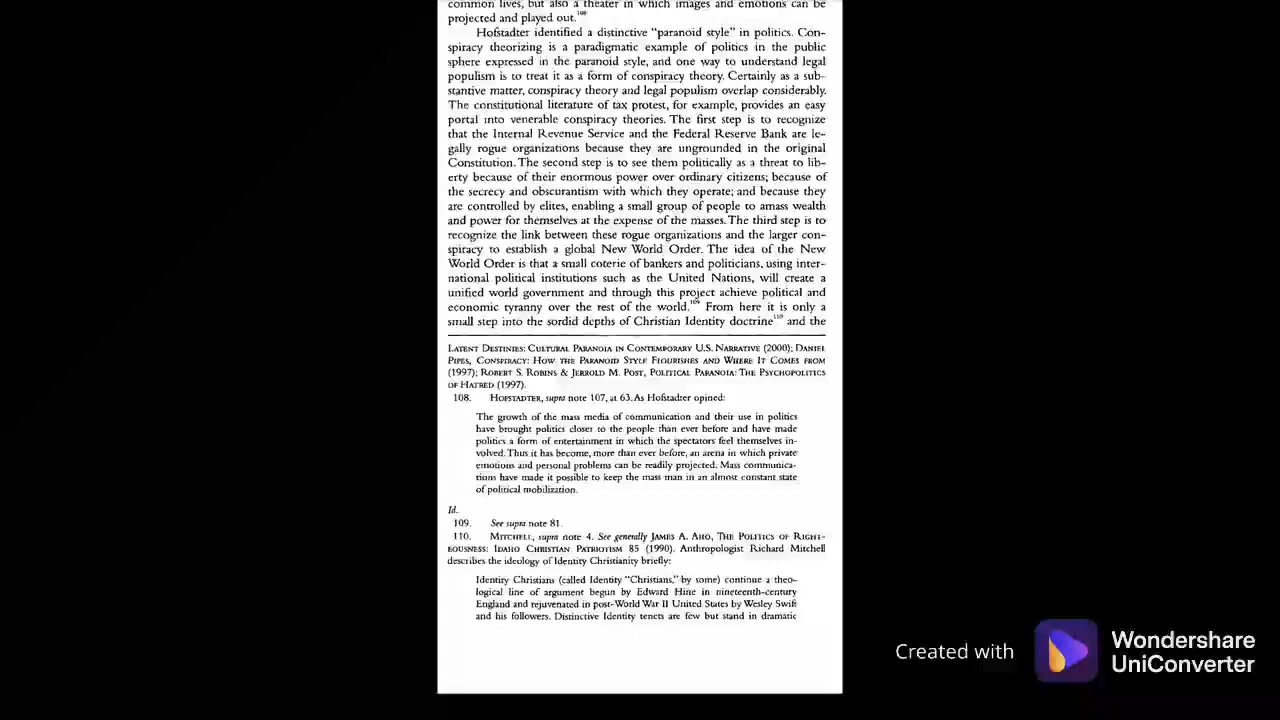 common lives, but also a theater in which images and emotions can be
projected and played out.108
Hofstadter identified a distinctive “paranoid style” in politics. Con-
spiracy theorizing is a paradigmatic example of politics in the public
sphere expressed in the paranoid style, and one way to understand legal
populism is to treat it as a form of conspiracy theory. Certainly as a sub-
stantive matter, conspiracy theory and legal populism overlap considerably.
The constitutional literature of tax protest, for example, provides an easy
portal into venerable conspiracy theories. The first step is to recognize
that the Internal Revenue Service and the Federal Reserve Bank are le-
gally rogue organizations because they are ungrounded in the original
Constitution. The second step is to see them politically as a threat to lib-
erty because of their enormous power over ordinary citizens; because of
the secrecy and obscurantism with which they operate; and because they
are controlled by elites, enabling a small group of people to amass wealth
and power for themselves at the expense of the masses. The third step is to
recognize the link between these rogue organizations and the larger con-
spiracy to establish a global New World Order. The idea of the New
World Order is that a small coterie of bankers and politicians, using inter-
national political institutions such as the United Nations, will create a
unified world government and through this project achieve political and
economic tyranny over the rest of the world.109 From here it is only a
small step into the sordid depths of Christian Identity doctrine110 and the
LATENT DESTINIES: CULTURAL PARANOIA IN CONTEMPORARY U.S. NARRATIVE (2000); DANIEL
PIPES, CONSPIRACY: HOW THE PARANOID STYLE FLOURISHES AND WHERE IT COMES FROM
(1997); ROBERT S. ROBINS & JERROLD M. POST, POLITICAL PARANOIA: THE PSYCHOPOLITICS
OF HATRED (1997).
108. HOFSTADTER, supra note 107, at 63. As Hofstadter opined:
The growth of the mass media of communication and their use in politics
have brought politics closer to the people than ever before and have made
politics a form of entertainment in which the spectators feel themselves in-
volved. Thus it has become, more than ever before, an arena in which private
emotions and personal problems can be readily projected. Mass communica-
tions have made it possible to keep the mass man in an almost constant state
of political mobilization.
Id.
109. See supra note 81.
110. MITCHELL, supra note 4. See generally JAMES A. AHO, THE POLITICS OF RIGHT-
EOUSNESS: IDAHO CHRISTIAN PATRIOTISM 85 (1990). Anthropologist Richard Mitchell
describes the ideology of Identity Christianity briefly:
Identity Christians (called Identity “Christians,” by some) continue a theo-
logical line of argument begun by Edward Hine in nineteenth-century
England and rejuvenated in post-World War II United States by Wesley Swift
and his followers. Distinctive Identity tenets are few but stand in dramatic
Created with
Wondershare
UniConverter